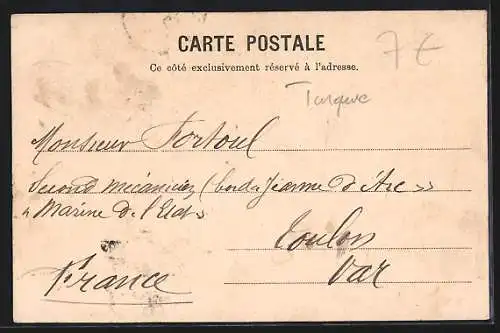 CARTE POSTALE
7 €
Ce côté exclusivement réservé à l'adresse.
Turquie
Monsieur Fortoul
Second mécanicien (bord "Jeanne d'Arc"
"Marine de l'Etat"
Toulon
Var
France